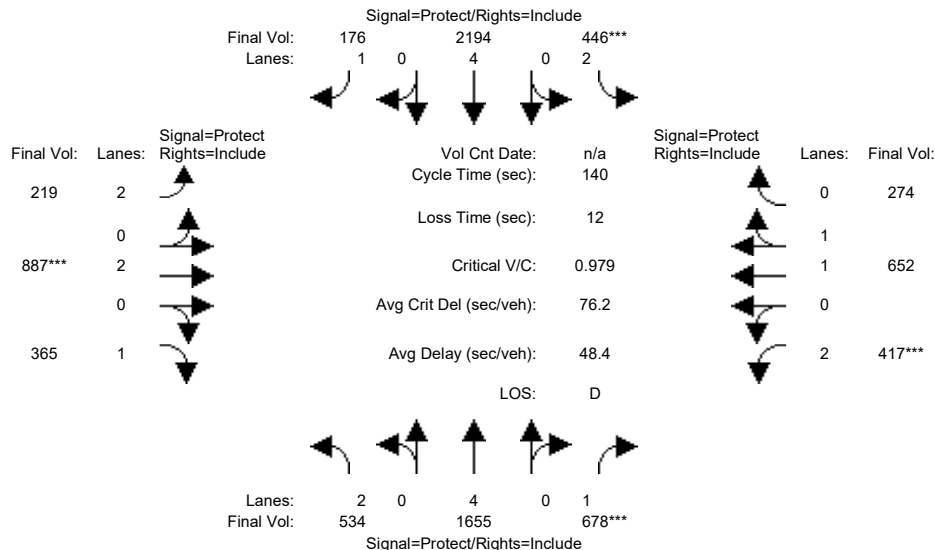 Signal=Protect/Rights=Include
Final Vol: 176 2194 446***
Lanes: 1 0 4 0 2
Signal=Protect
Final Vol: Lanes: Rights=Include
Vol Cnt Date: n/a
Signal=Protect
Rights=Include Lanes: Final Vol:
Cycle Time (sec): 140
219 2
0 274
Loss Time (sec): 12
0
1
887*** 2
Critical V/C: 0.979
1 652
0
Avg Crit Del (sec/veh): 76.2
0
365 1
Avg Delay (sec/veh): 48.4
2 417***
LOS: D
Lanes: 2 0 4 0 1
Final Vol: 534 1655 678***
Signal=Protect/Rights=Include